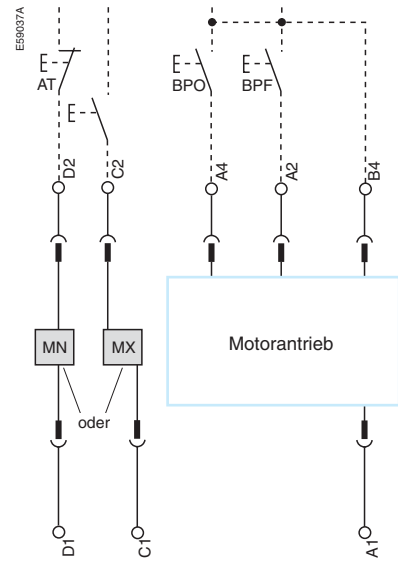 E59037A
AT
BPO
BPF
D2
C2
A4
A2
B4
MN
MX
Motorantrieb
oder
D1
C1
A1